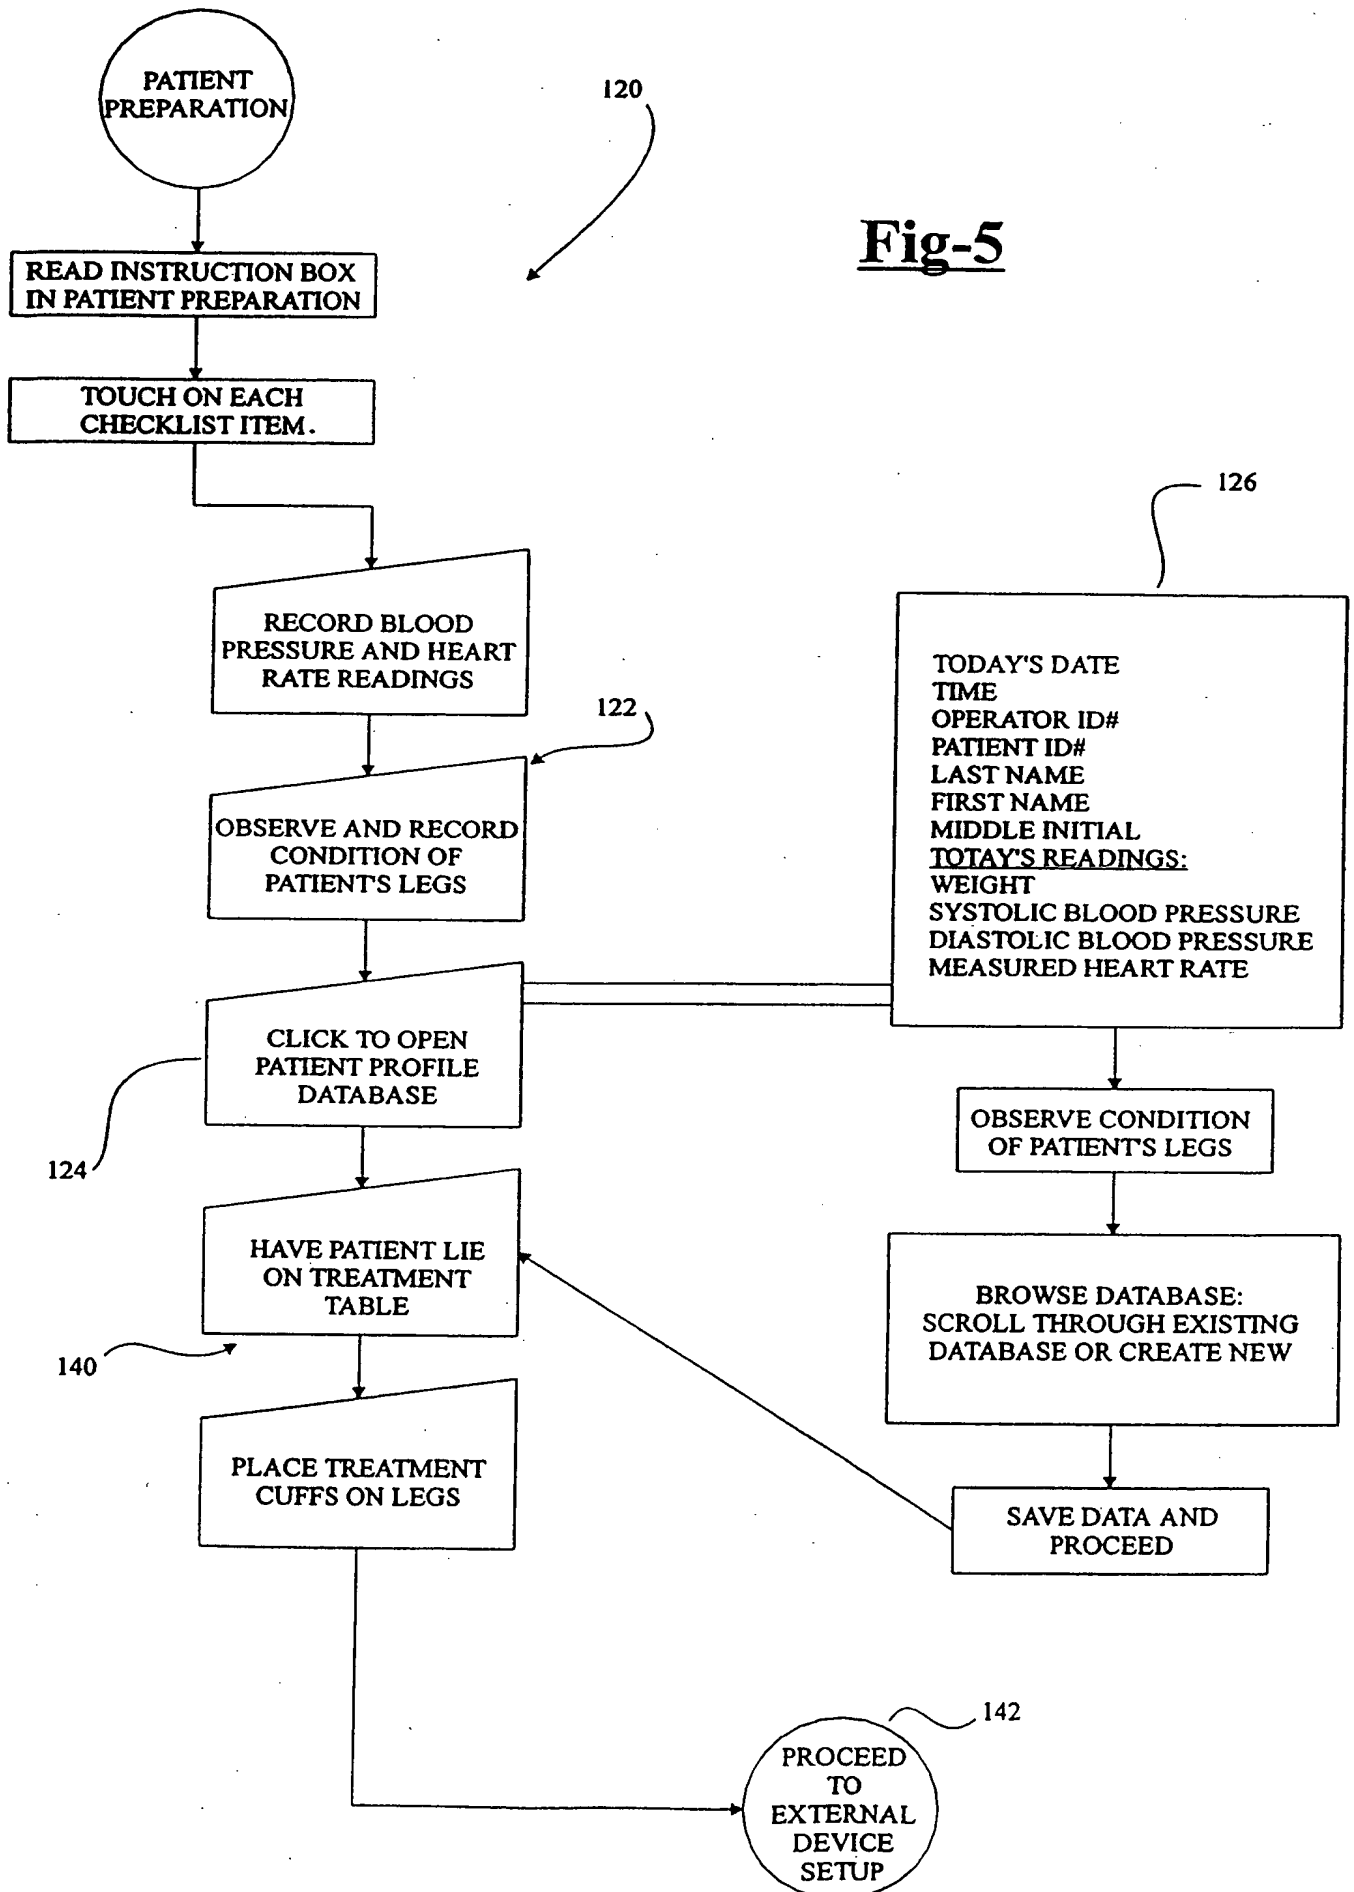 PATIENT
PREPARATION
120
Fig-5
READ INSTRUCTION BOX
IN PATIENT PREPARATION
TOUCH ON EACH
CHECKLIST ITEM.
RECORD BLOOD
PRESSURE AND HEART
RATE READINGS
122
OBSERVE AND RECORD
CONDITION OF
PATIENT'S LEGS
CLICK TO OPEN
PATIENT PROFILE
DATABASE
124
HAVE PATIENT LIE
ON TREATMENT
TABLE
140
PLACE TREATMENT
CUFFS ON LEGS
126
TODAY'S DATE
TIME
OPERATOR ID#
PATIENT ID#
LAST NAME
FIRST NAME
MIDDLE INITIAL
TOTAY'S READINGS:
WEIGHT
SYSTOLIC BLOOD PRESSURE
DIASTOLIC BLOOD PRESSURE
MEASURED HEART RATE
OBSERVE CONDITION
OF PATIENT'S LEGS
BROWSE DATABASE:
SCROLL THROUGH EXISTING
DATABASE OR CREATE NEW
SAVE DATA AND
PROCEED
142
PROCEED
TO
EXTERNAL
DEVICE
SETUP